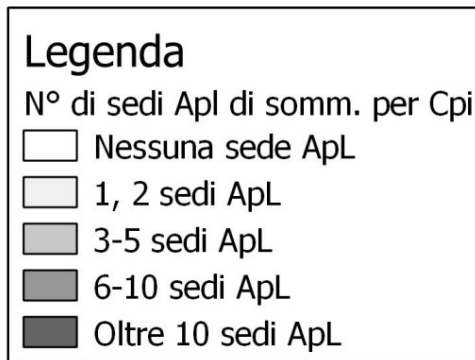 Legenda
N° di sedi Apl di somm. per Cpi
Nessuna sede ApL
1, 2 sedi ApL
3-5 sedi ApL
6-10 sedi ApL
Oltre 10 sedi ApL